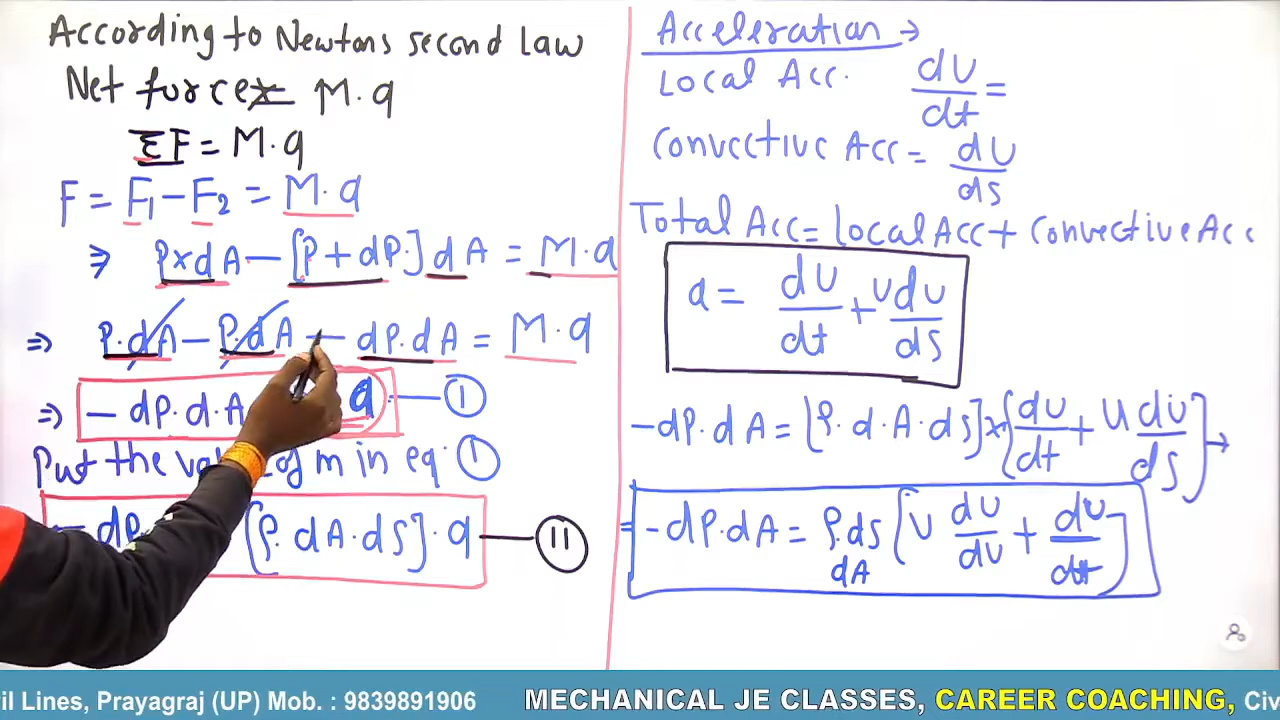 According to Newtons second law
Net force = M.a
ΣF = M.a
F = F1 - F2 = M.a
⇒ P×dA - [P + dP.] dA = M.a
⇒ P.dA - P.dA - dP.dA = M.a
⇒ - dP.d.A a — 1
Put the of m in eq. 1
- dP. [ρ. dA.ds].a — 11
Acceleration →
Local Acc. dU/dt =
Convective Acc = dU/ds
Total Acc = Local Acc + Convective Acc
a = dU/dt + U dU/ds
-dP.dA = [ρ.d.A.ds] × [dU/dt + U dU/ds] →
= -dP.dA = ρ.ds dA [U dU/dU + dU/dt]
il Lines, Prayagraj (UP) Mob. : 9839891906 MECHANICAL JE CLASSES, CAREER COACHING, Civ